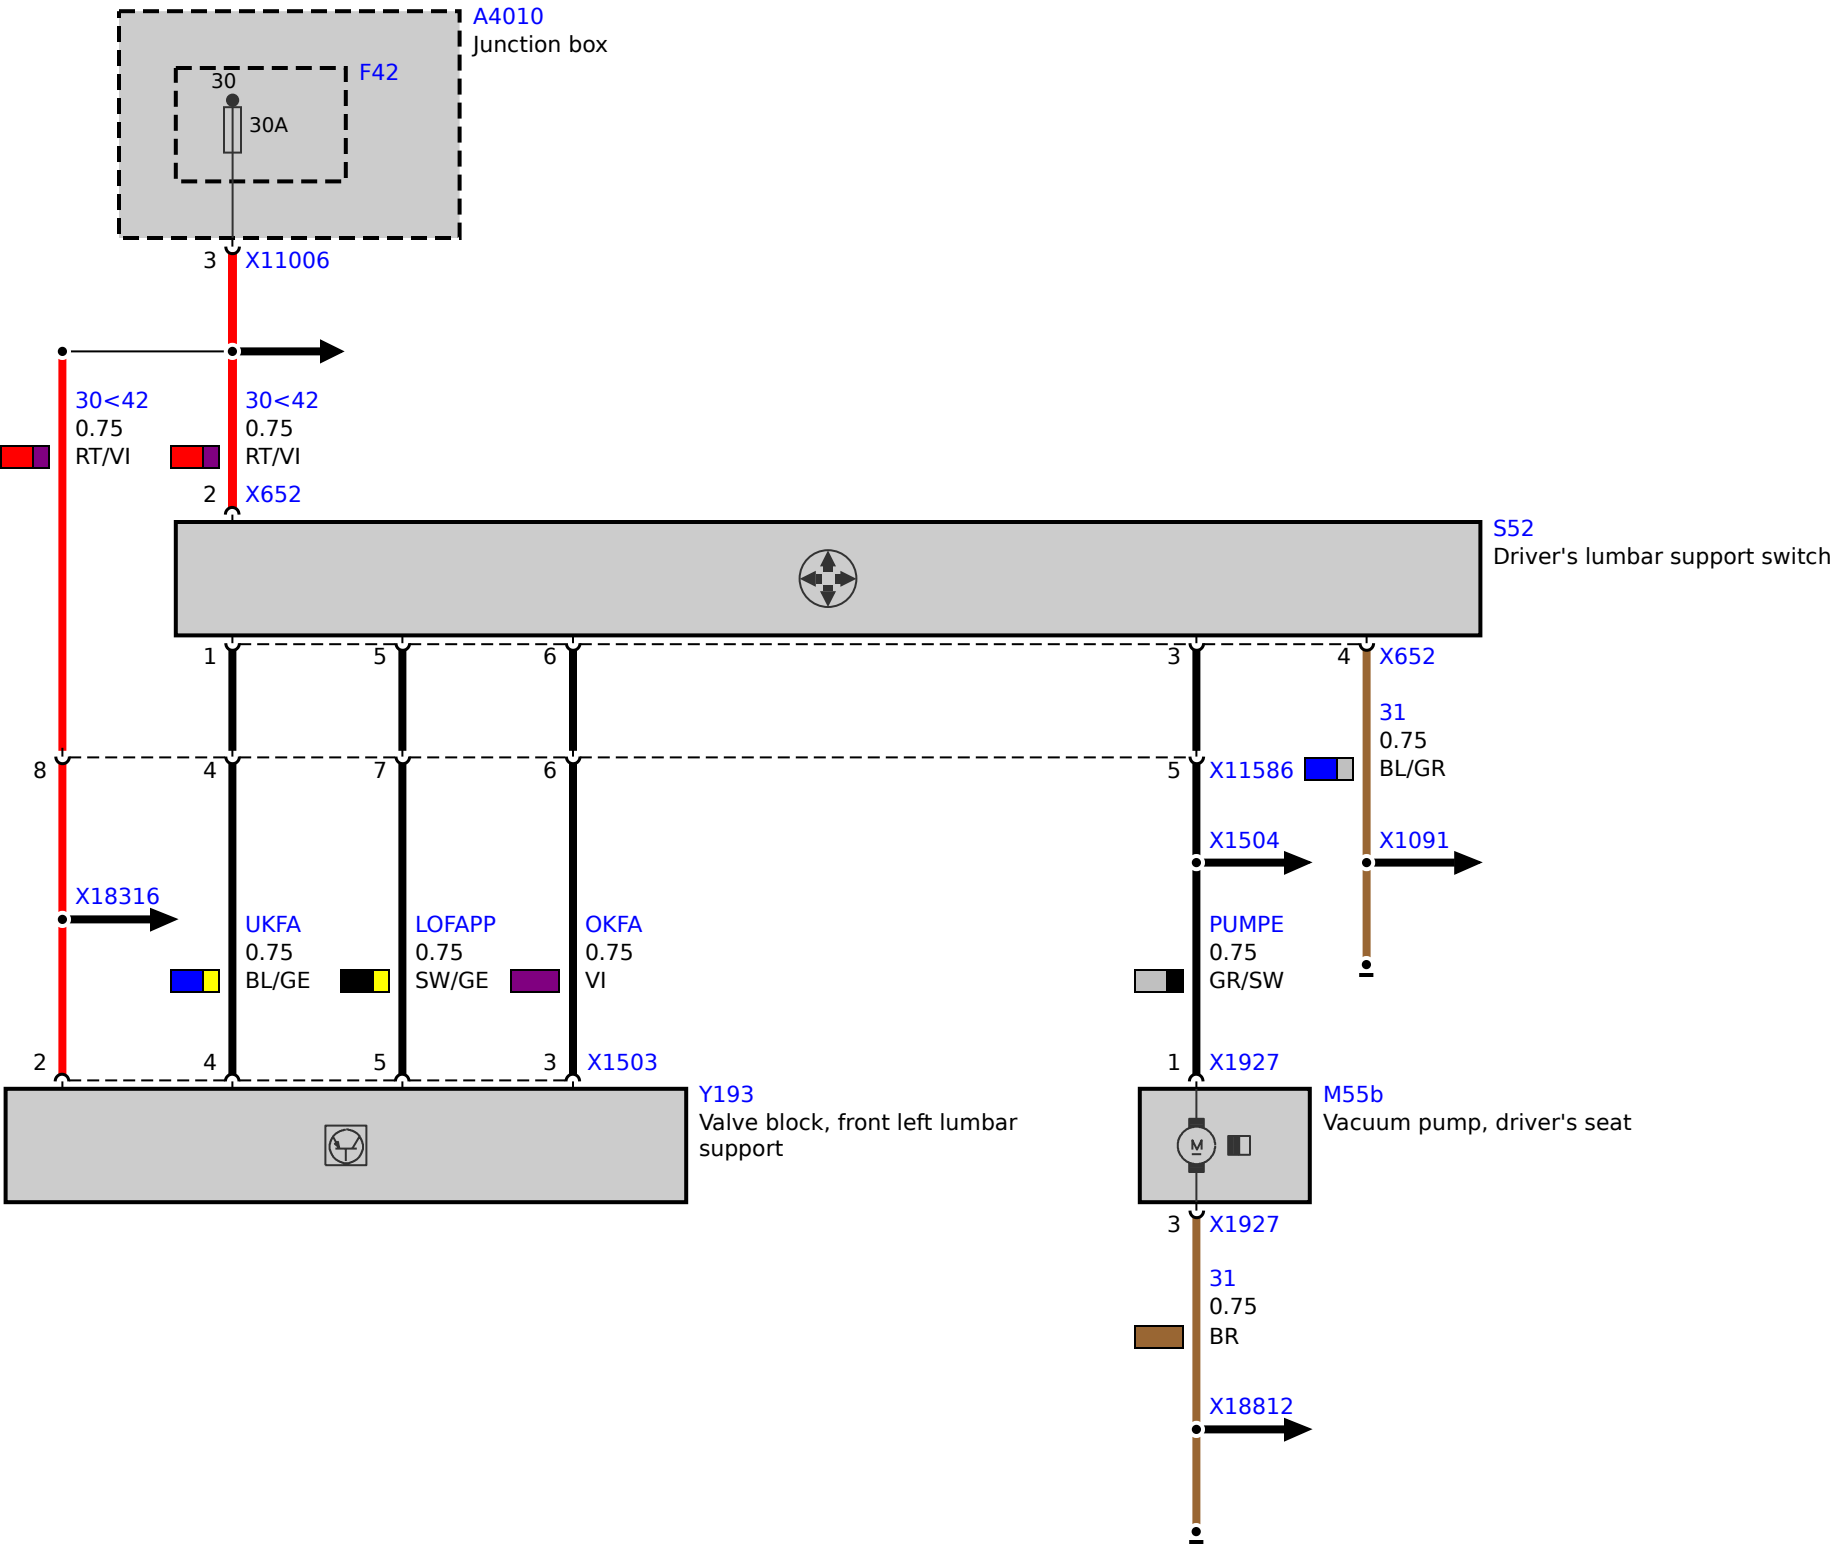 A4010
Junction box
F42
30
30A
3 X11006
30<42
0.75
RT/VI
30<42
0.75
RT/VI
2 X652
S52
Driver's lumbar support switch
1 5 6 3 4 X652
31
0.75
BL/GR
8 4 7 6 5 X11586
X1504
X1091
X18316
UKFA
0.75
BL/GE
LOFAPP
0.75
SW/GE
OKFA
0.75
VI
PUMPE
0.75
GR/SW
2 4 5 3 X1503
1 X1927
Y193
Valve block, front left lumbar
support
M55b
Vacuum pump, driver's seat
M
3 X1927
31
0.75
BR
X18812